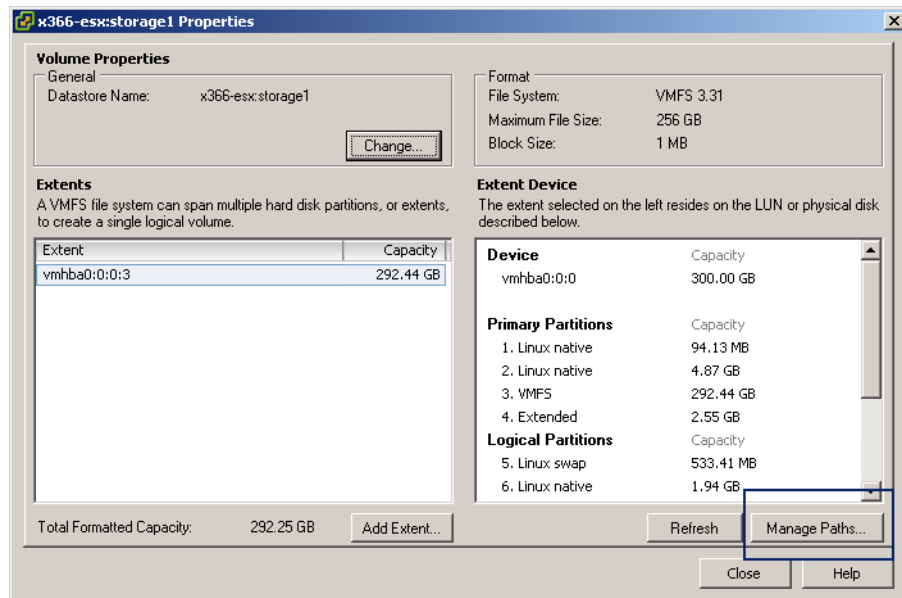 x366-esx:storage1 Properties
Volume Properties
General
Datastore Name: x366-esx:storage1
Change...
Format
File System: VMFS 3.31
Maximum File Size: 256 GB
Block Size: 1 MB
Extents
A VMFS file system can span multiple hard disk partitions, or extents,
to create a single logical volume.
Extent Capacity
vmhba0:0:0:3 292.44 GB
Total Formatted Capacity: 292.25 GB
Add Extent...
Extent Device
The extent selected on the left resides on the LUN or physical disk
described below.
Device Capacity
vmhba0:0:0 300.00 GB
Primary Partitions Capacity
1. Linux native 94.13 MB
2. Linux native 4.87 GB
3. VMFS 292.44 GB
4. Extended 2.55 GB
Logical Partitions Capacity
5. Linux swap 533.41 MB
6. Linux native 1.94 GB
Refresh
Manage Paths...
Close
Help